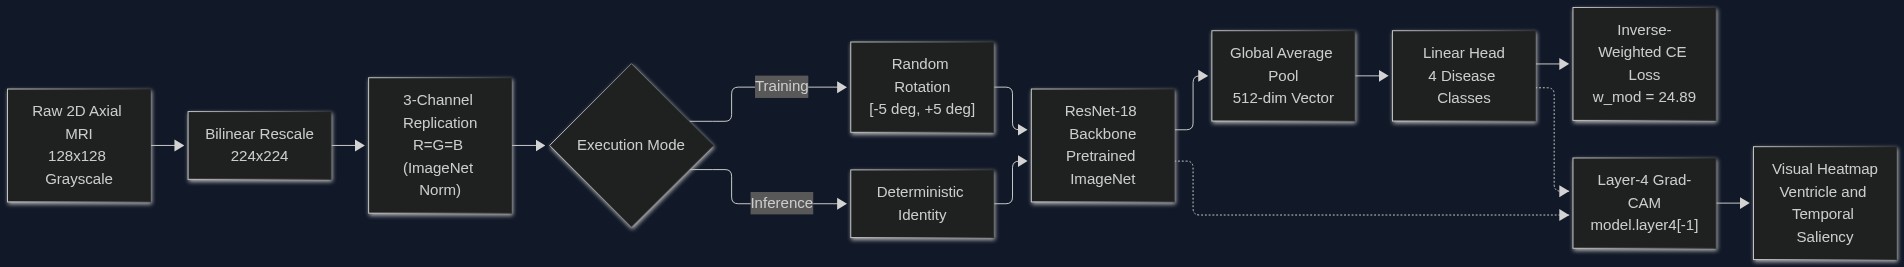 Raw 2D Axial
MRI
128x128
Grayscale
Bilinear Rescale
224x224
3-Channel
Replication
R=G=B
(ImageNet
Norm)
Execution Mode
Training
Inference
Random
Rotation
[-5 deg, +5 deg]
Deterministic
Identity
ResNet-18
Backbone
Pretrained
ImageNet
Global Average
Pool
512-dim Vector
Linear Head
4 Disease
Classes
Inverse-
Weighted CE
Loss
w_mod = 24.89
Layer-4 Grad-
CAM
model.layer4[-1]
Visual Heatmap
Ventricle and
Temporal
Saliency